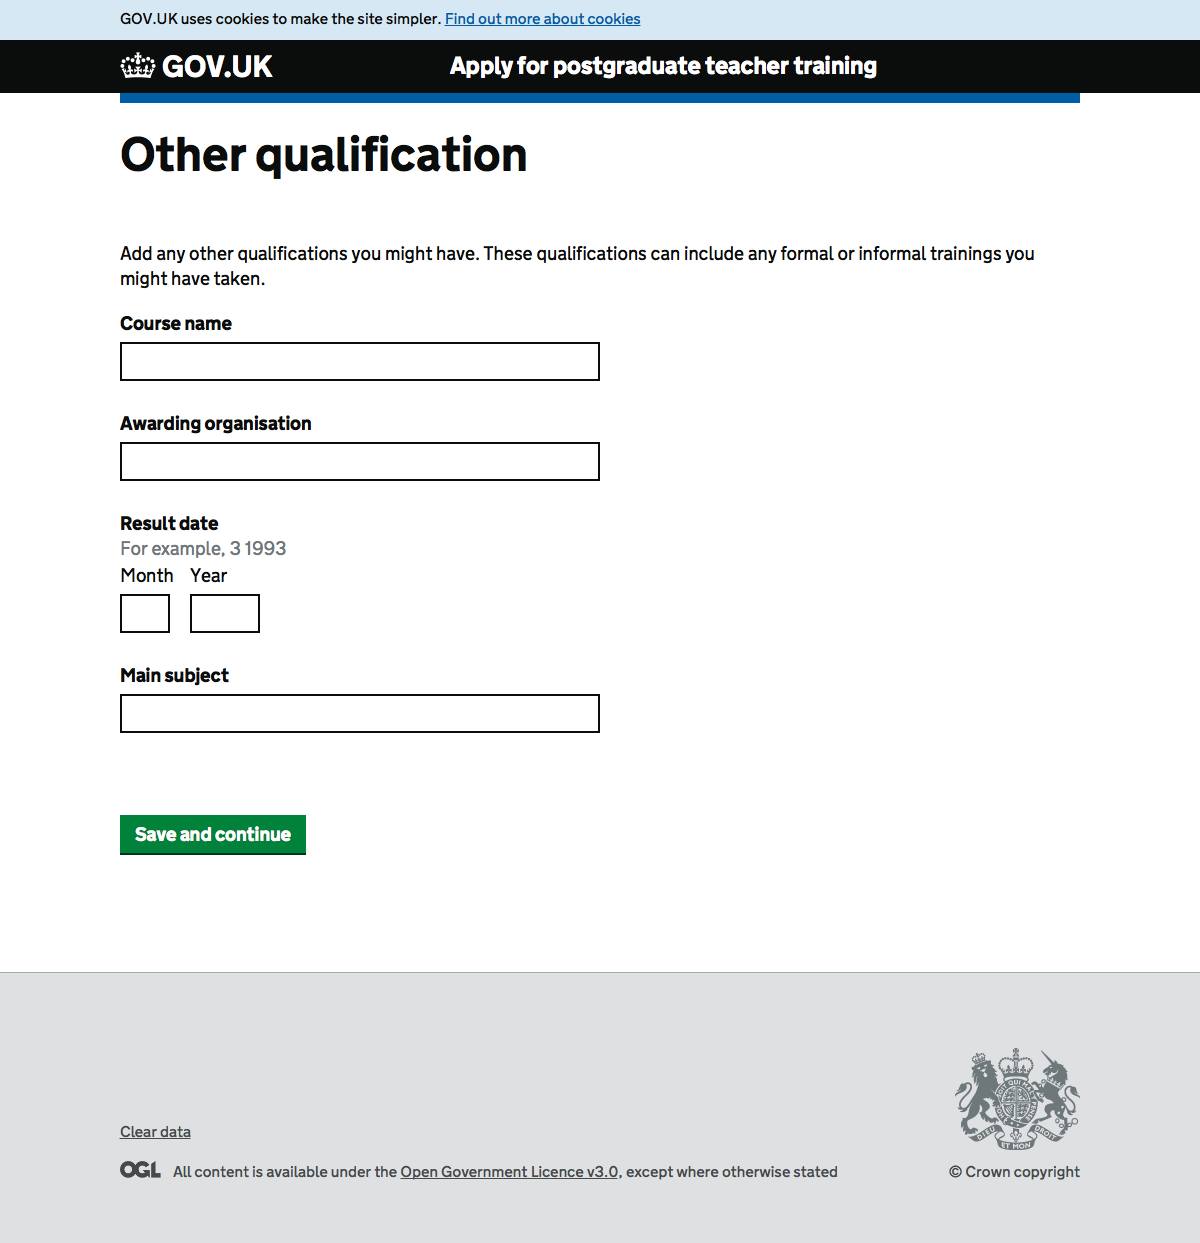 GOV.UK uses cookies to make the site simpler. Find out more about cookies
GOV.UK
Apply for postgraduate teacher training
Other qualification
Add any other qualifications you might have. These qualifications can include any formal or informal trainings you
might have taken.
Course name
Awarding organisation
Result date
For example, 3 1993
Month Year
Main subject
Save and continue
Clear data
OGL All content is available under the Open Government Licence v3.0, except where otherwise stated
DIEU ET MON DROIT
© Crown copyright